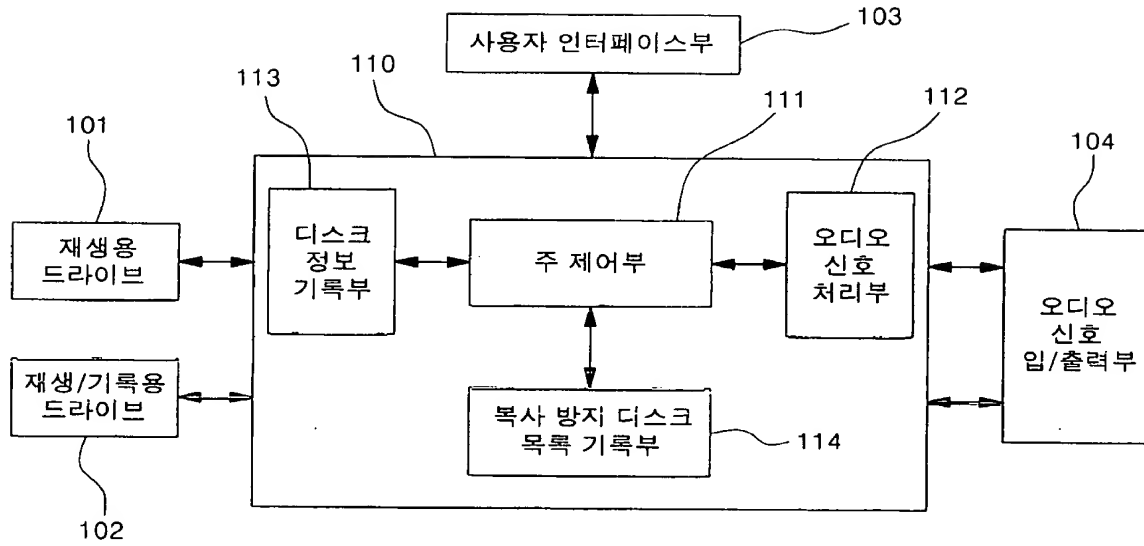 사용자 인터페이스부
103
113
110
111
112
101
104
재생용
드라이브
디스크
정보
기록부
주 제어부
오디오
신호
처리부
오디오
신호
입/출력부
재생/기록용
드라이브
복사 방지 디스크
목록 기록부
114
102